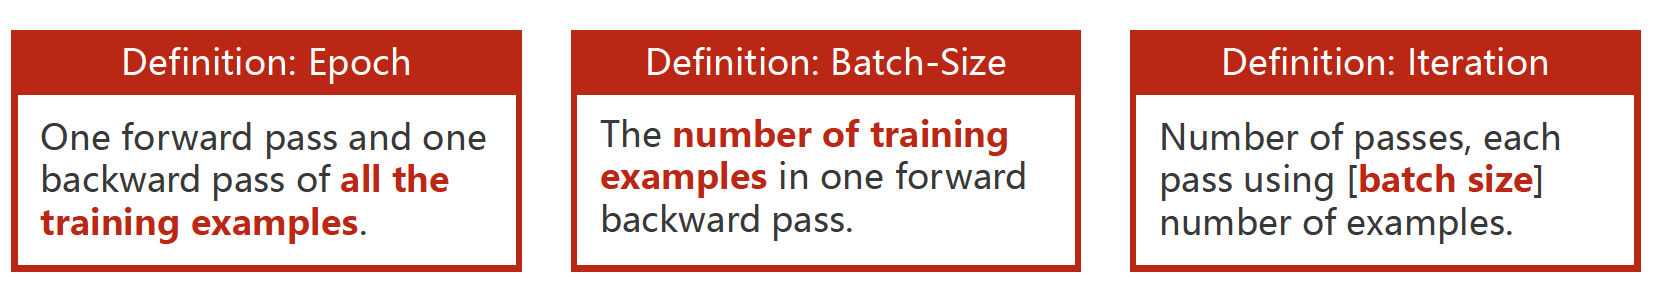 Definition: Epoch
One forward pass and one
backward pass of all the
training examples.
Definition: Batch-Size
The number of training
examples in one forward
backward pass.
Definition: Iteration
Number of passes, each
pass using [batch size]
number of examples.